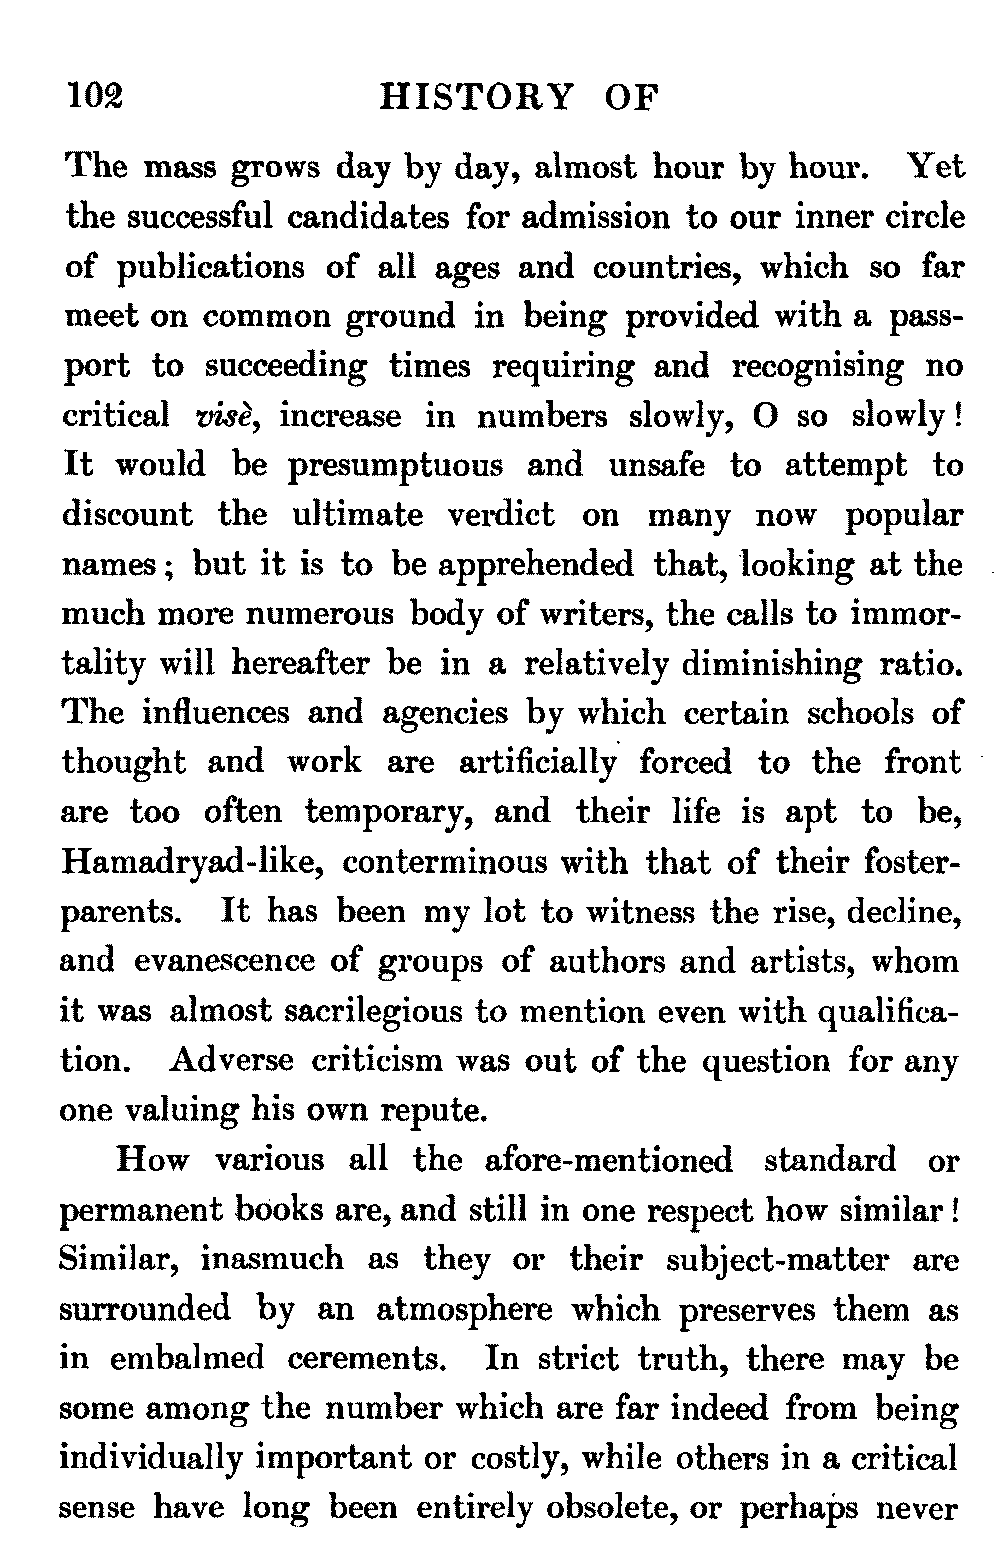 102 HISTORY OF
The mass grows day by day, almost hour by hour. Yet
the successful candidates for admission to our inner circle
of publications of all ages and countries, which so far
meet on common ground in being provided with a pass-
port to succeeding times requiring and recognising no
critical visè, increase in numbers slowly, O so slowly!
It would be presumptuous and unsafe to attempt to
discount the ultimate verdict on many now popular
names; but it is to be apprehended that, looking at the
much more numerous body of writers, the calls to immor-
tality will hereafter be in a relatively diminishing ratio.
The influences and agencies by which certain schools of
thought and work are artificially forced to the front
are too often temporary, and their life is apt to be,
Hamadryad-like, conterminous with that of their foster-
parents. It has been my lot to witness the rise, decline,
and evanescence of groups of authors and artists, whom
it was almost sacrilegious to mention even with qualifica-
tion. Adverse criticism was out of the question for any
one valuing his own repute.
How various all the afore-mentioned standard or
permanent books are, and still in one respect how similar!
Similar, inasmuch as they or their subject-matter are
surrounded by an atmosphere which preserves them as
in embalmed cerements. In strict truth, there may be
some among the number which are far indeed from being
individually important or costly, while others in a critical
sense have long been entirely obsolete, or perhaps never